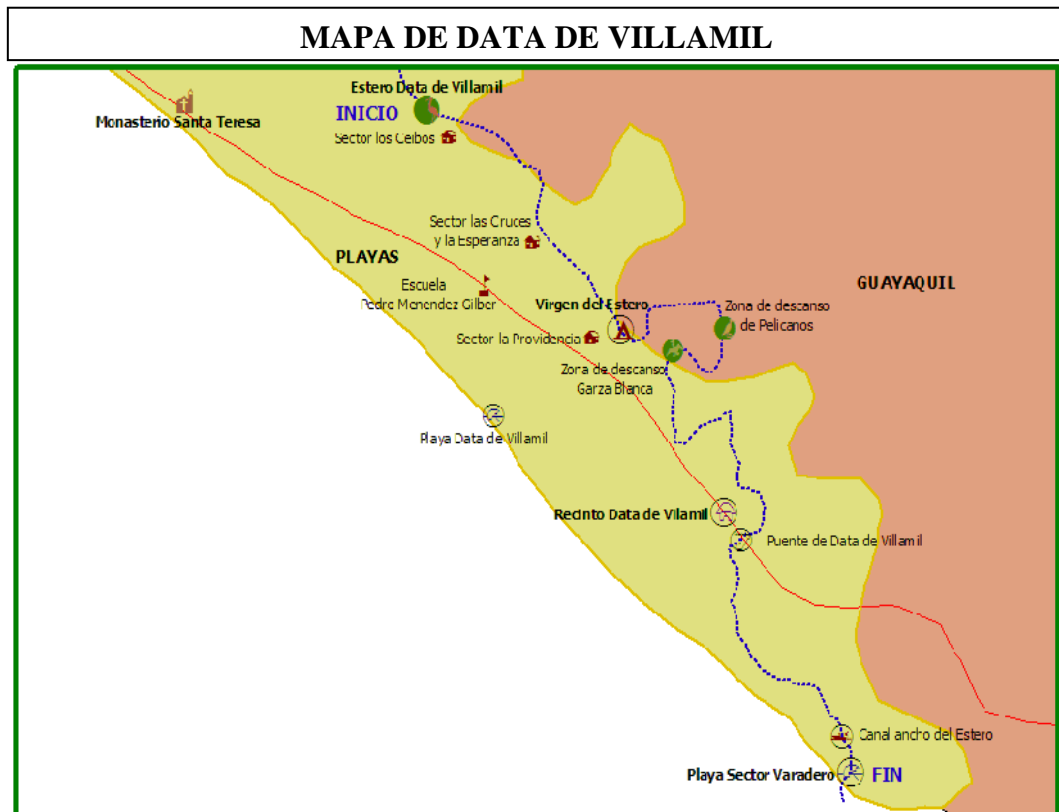 MAPA DE DATA DE VILLAMIL
Estero Data de Villamil
INICIO
Monasterio Santa Teresa
Sector los Ceibos
Sector las Cruces
y la Esperanza
PLAYAS
GUAYAQUIL
Escuela
Pedro Menendez Gilber
Virgen del Estero
Zona de descanso
de Pelicanos
Sector la Providencia
Zona de descanso
Garza Blanca
Playa Data de Villamil
Recinto Data de Vilamil
Puente de Data de Villamil
Canal ancho del Estero
Playa Sector Varadero
FIN